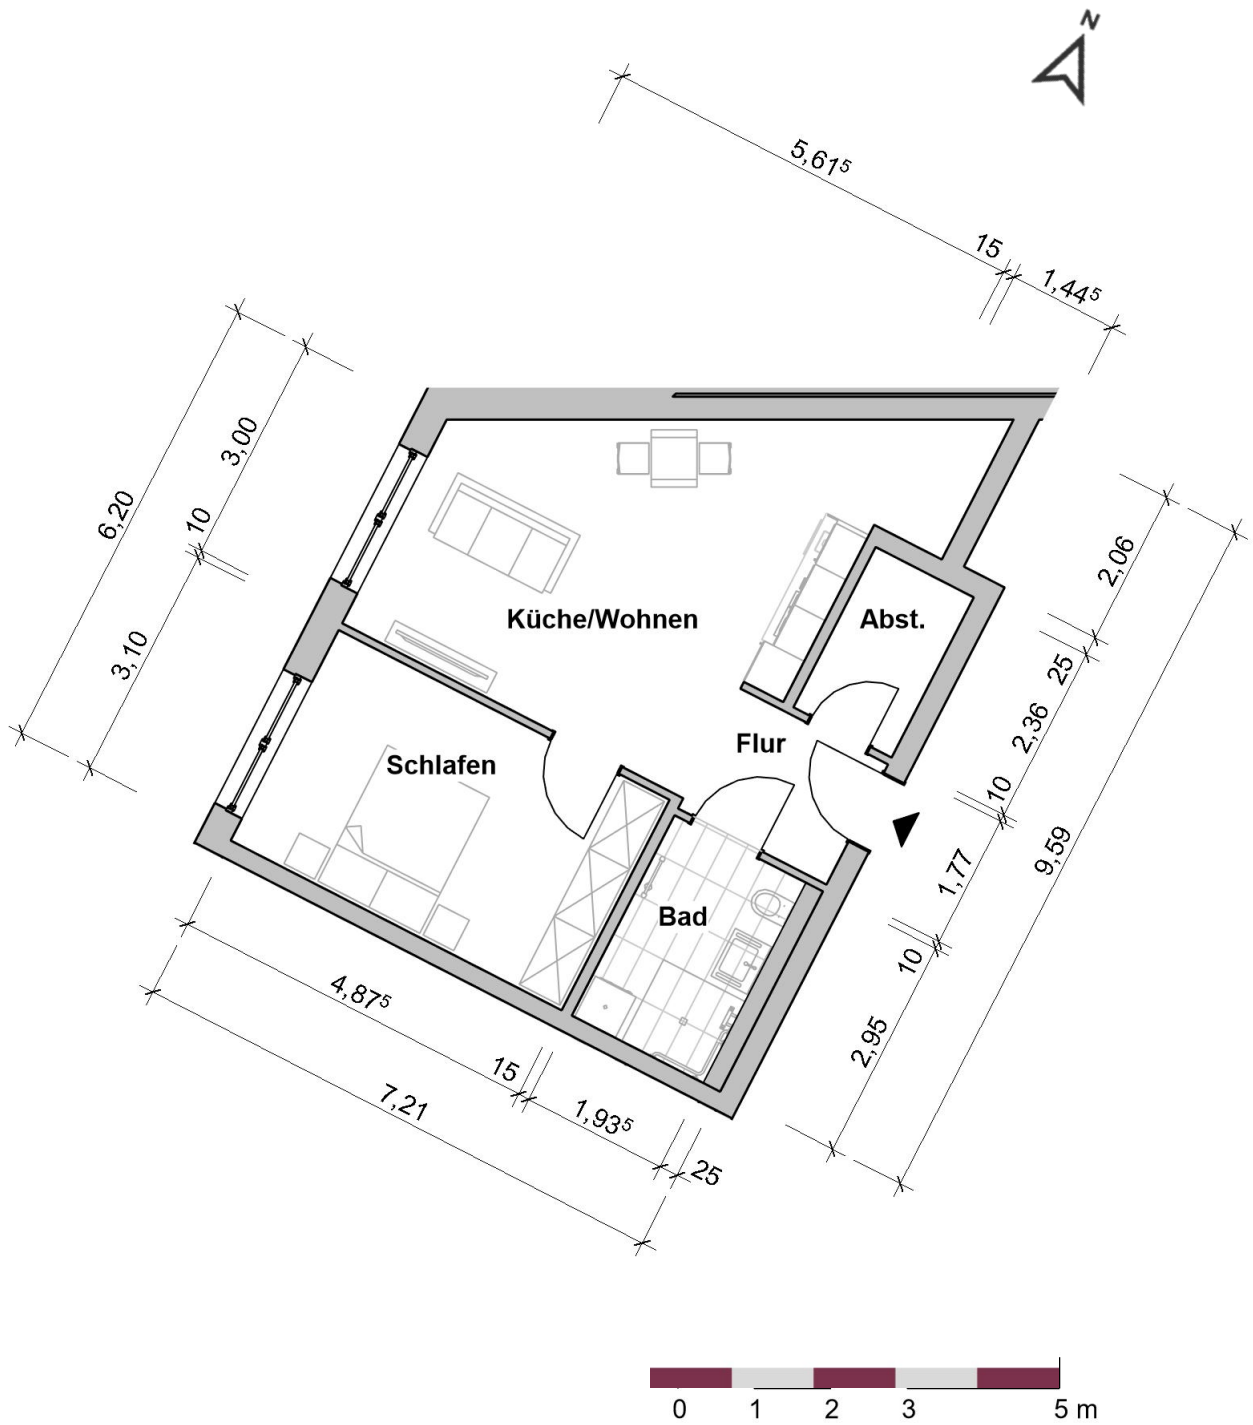 N
5,61⁵
15
1,44⁵
3,00
10
6,20
3,10
2,06
25
2,36
10
1,77
9,59
10
2,95
Küche/Wohnen
Abst.
Flur
Schlafen
Bad
4,87⁵
15
7,21
1,93⁵
25
0 1 2 3 5 m